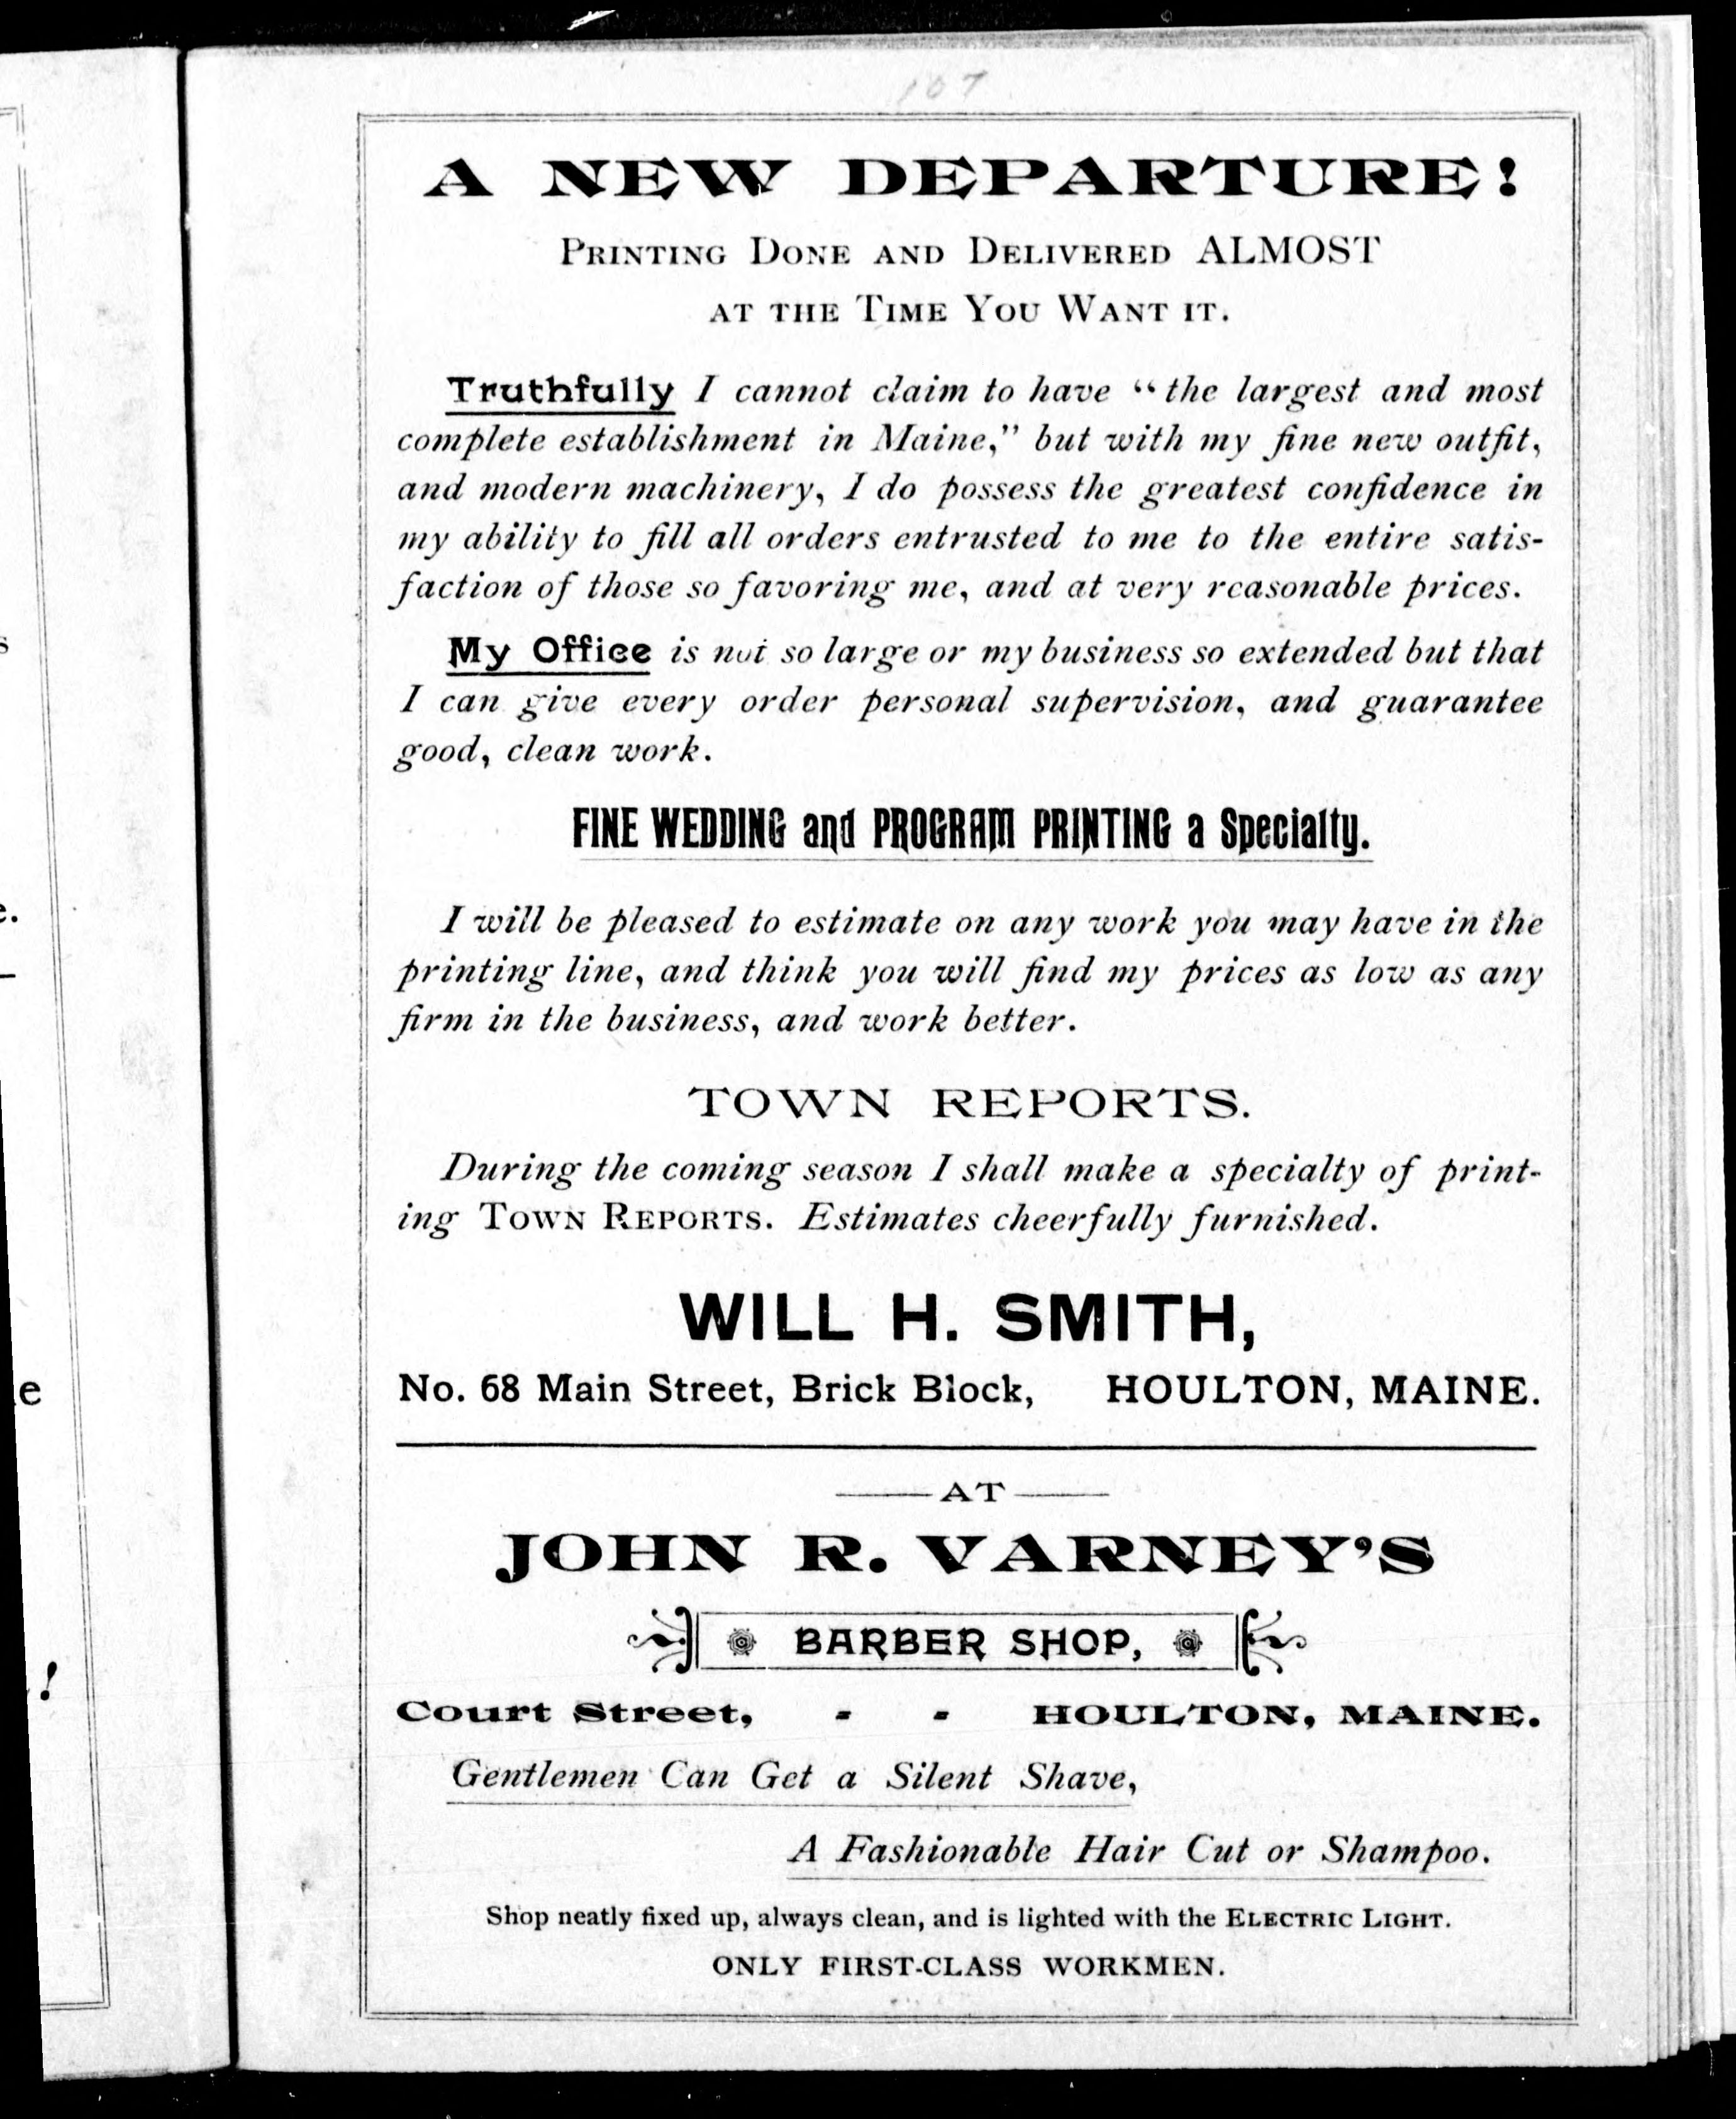 107
A NEW DEPARTURE!
PRINTING DONE AND DELIVERED ALMOST
AT THE TIME YOU WANT IT.
Truthfully I cannot claim to have "the largest and most
complete establishment in Maine," but with my fine new outfit,
and modern machinery, I do possess the greatest confidence in
my ability to fill all orders entrusted to me to the entire satis-
faction of those so favoring me, and at very reasonable prices.
My Office is not so large or my business so extended but that
I can give every order personal supervision, and guarantee
good, clean work.
FINE WEDDING and PROGRAM PRINTING a Specialty.
I will be pleased to estimate on any work you may have in the
printing line, and think you will find my prices as low as any
firm in the business, and work better.
TOWN REPORTS.
During the coming season I shall make a specialty of print-
ing TOWN REPORTS. Estimates cheerfully furnished.
WILL H. SMITH,
No. 68 Main Street, Brick Block, HOULTON, MAINE.
AT
JOHN R. VARNEY'S
BARBER SHOP,
Court Street, - - HOULTON, MAINE.
Gentlemen Can Get a Silent Shave,
A Fashionable Hair Cut or Shampoo.
Shop neatly fixed up, always clean, and is lighted with the ELECTRIC LIGHT.
ONLY FIRST-CLASS WORKMEN.